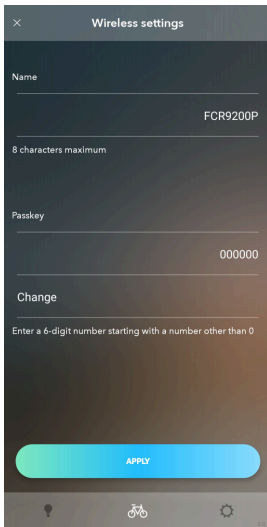 Wireless settings
Name
FCR9200P
8 characters maximum
Passkey
000000
Change
Enter a 6-digit number starting with a number other than 0
APPLY